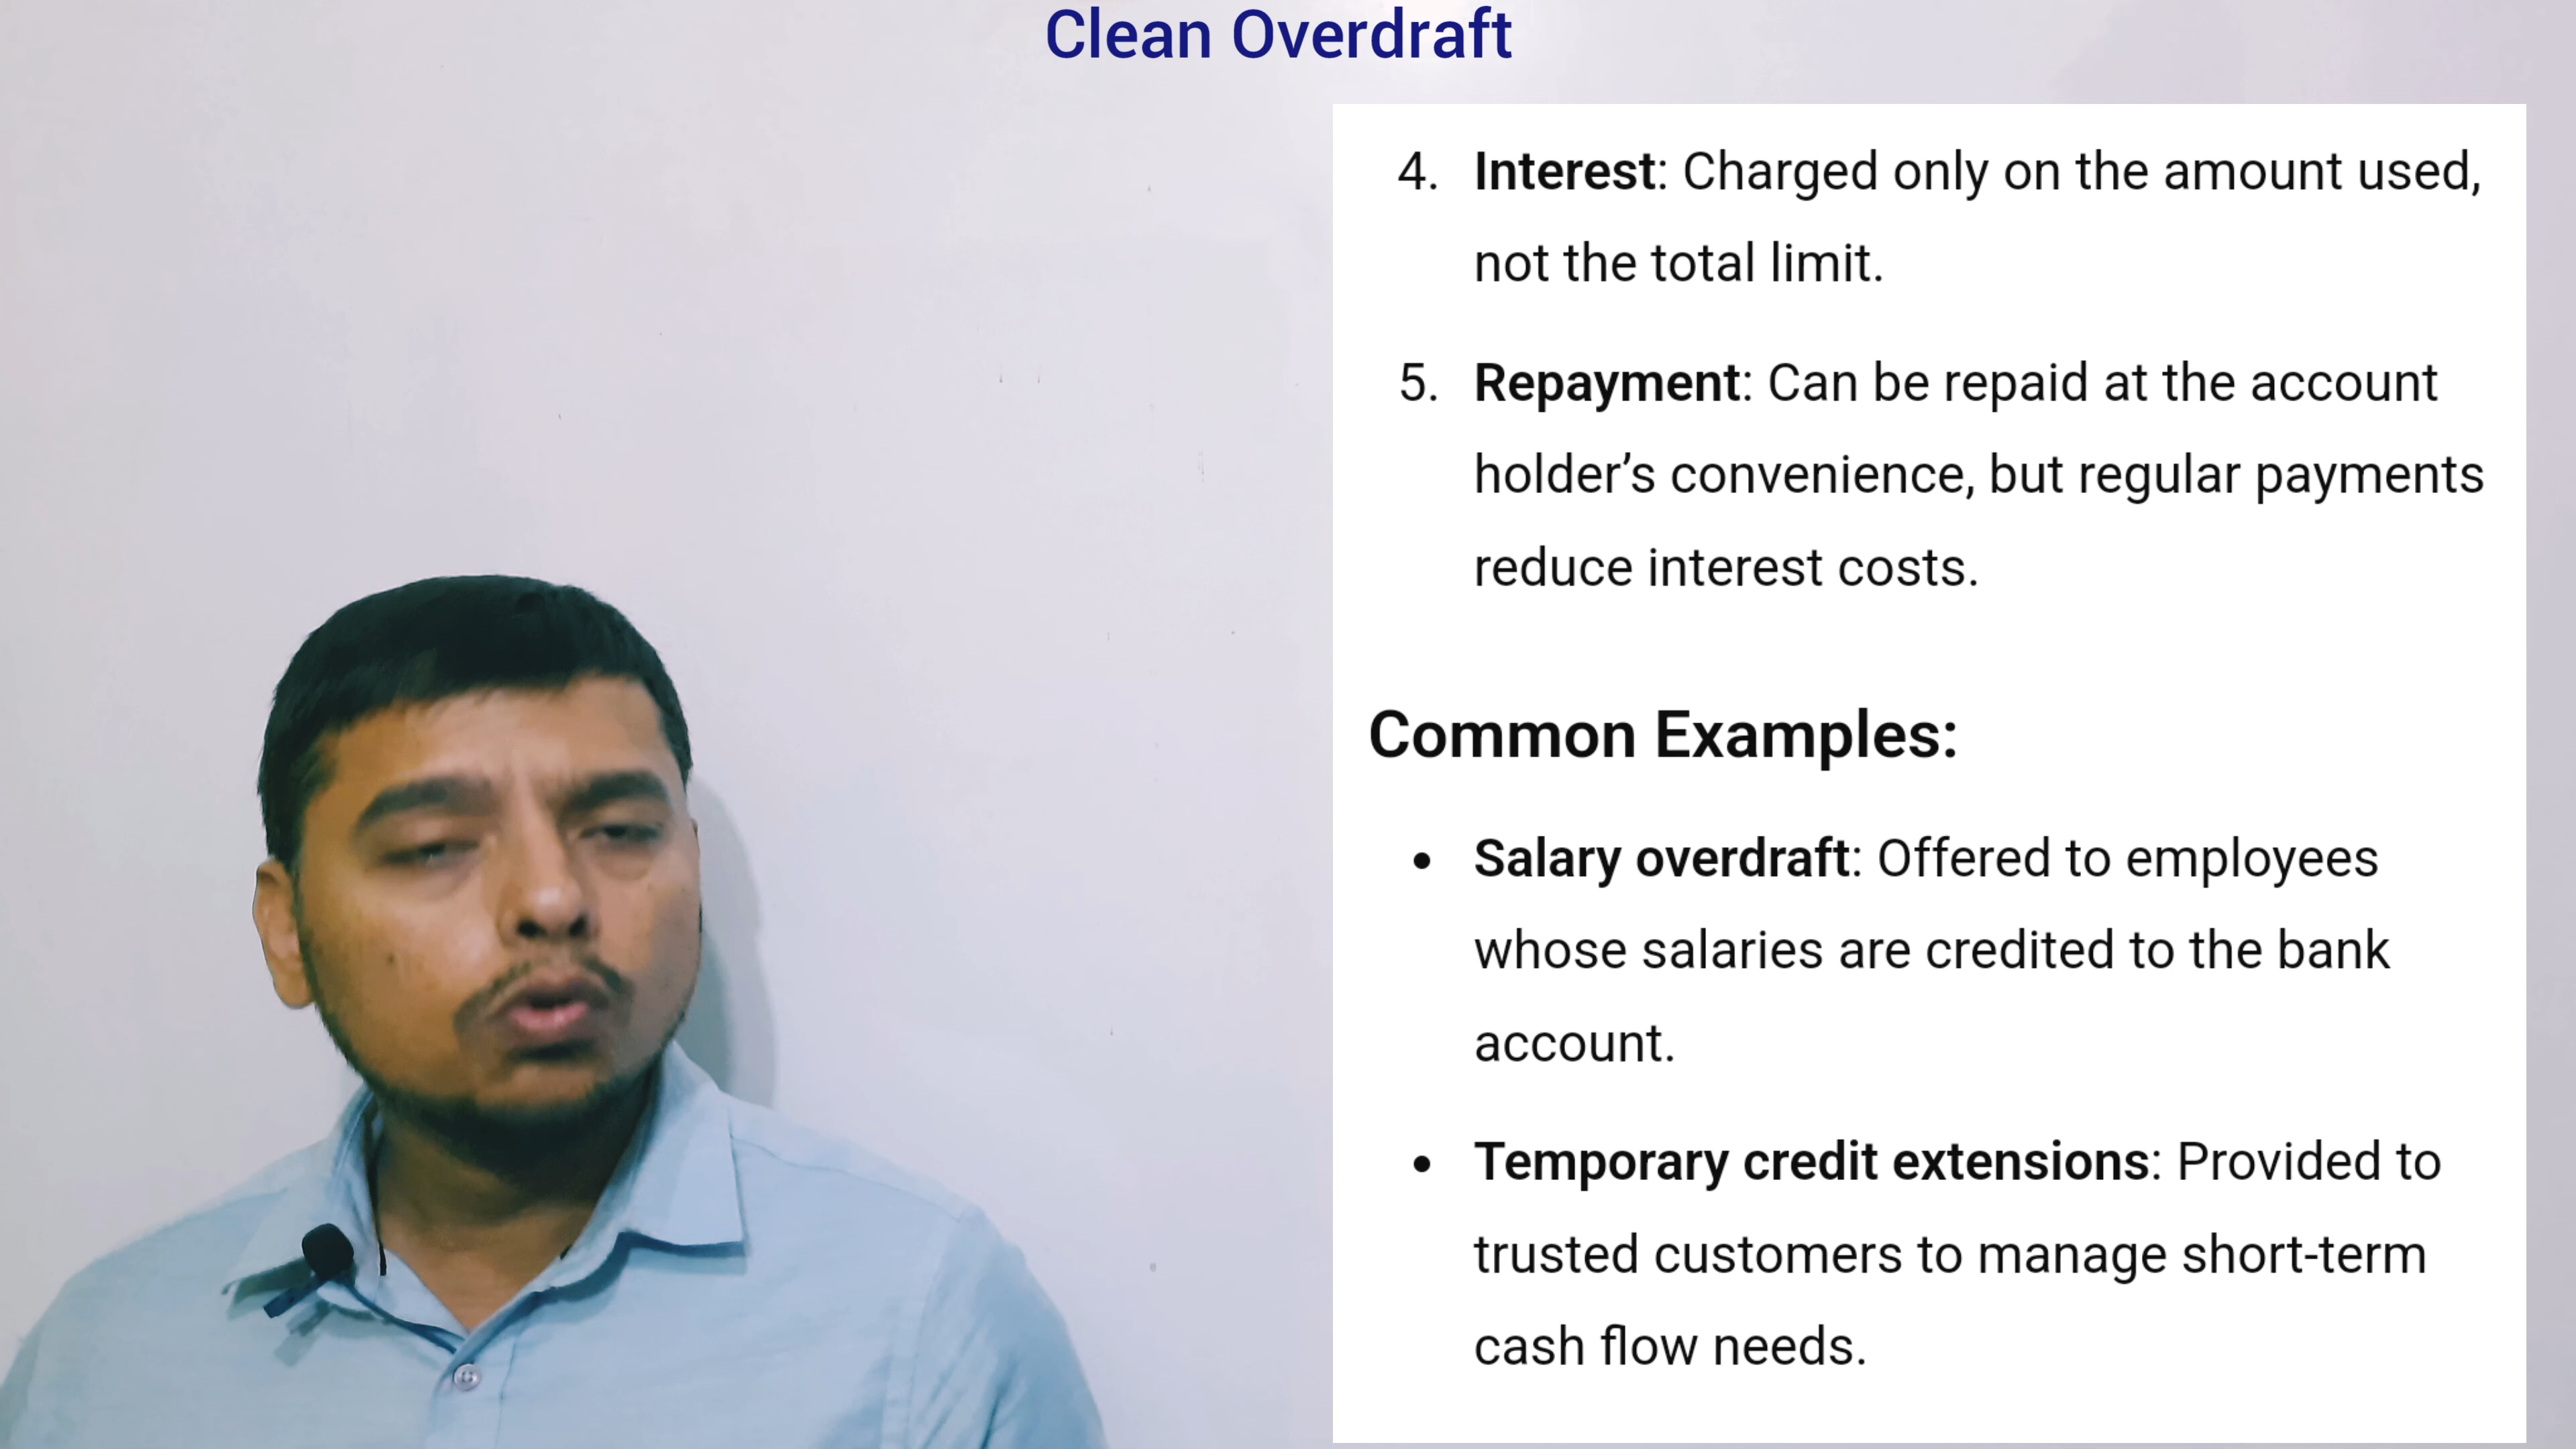 Clean Overdraft
4. Interest: Charged only on the amount used,
not the total limit.
5. Repayment: Can be repaid at the account
holder’s convenience, but regular payments
reduce interest costs.
Common Examples:
• Salary overdraft: Offered to employees
whose salaries are credited to the bank
account.
• Temporary credit extensions: Provided to
trusted customers to manage short-term
cash flow needs.